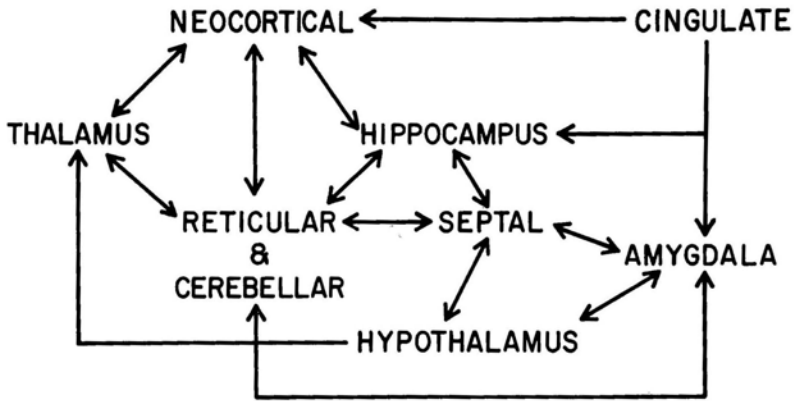 NEOCORTICAL
CINGULATE
THALAMUS
HIPPOCAMPUS
RETICULAR
&
CEREBELLAR
SEPTAL
AMYGDALA
HYPOTHALAMUS